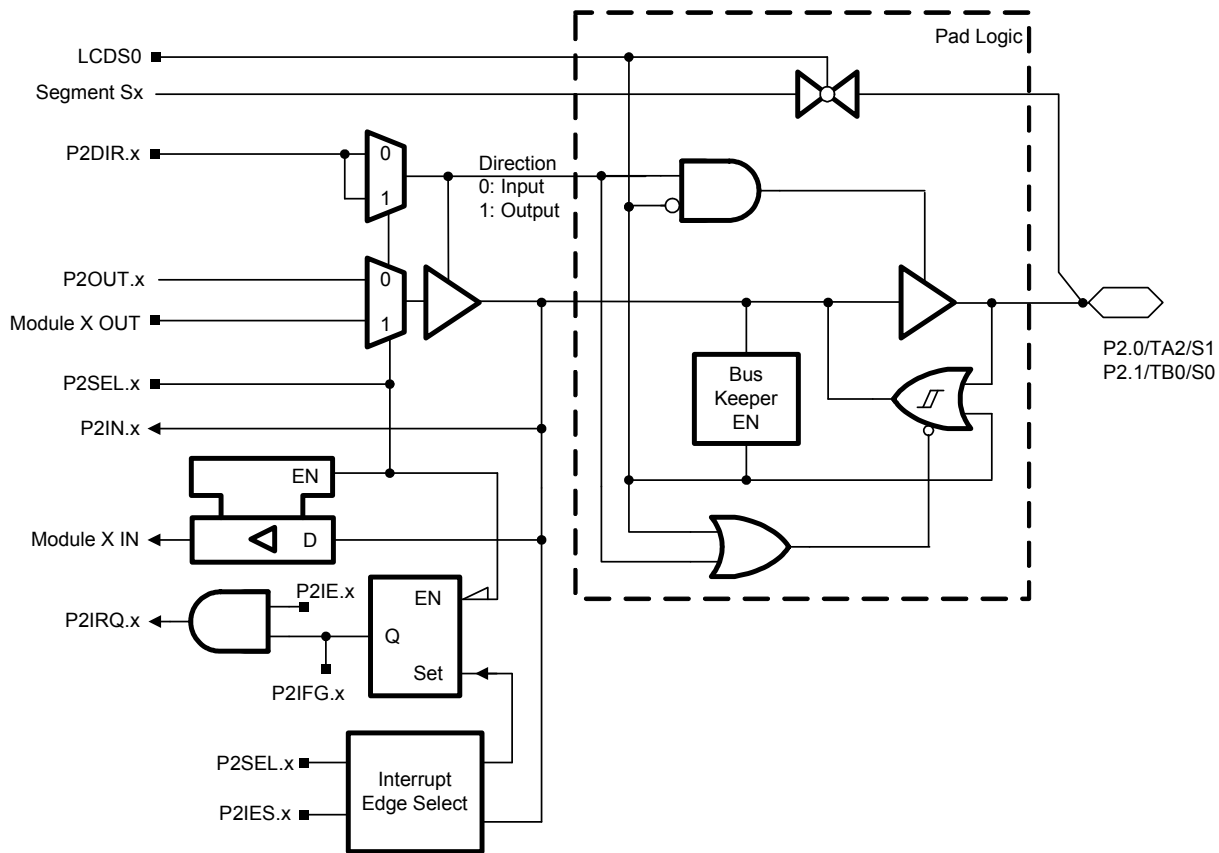 Pad Logic
LCDS0
Segment Sx
P2DIR.x
0
1
Direction
0: Input
1: Output
P2OUT.x
0
Module X OUT
1
P2SEL.x
P2IN.x
P2.0/TA2/S1
P2.1/TB0/S0
Bus
Keeper
EN
EN
Module X IN
D
P2IE.x
EN
P2IRQ.x
Q
Set
P2IFG.x
P2SEL.x
P2IES.x
Interrupt
Edge Select